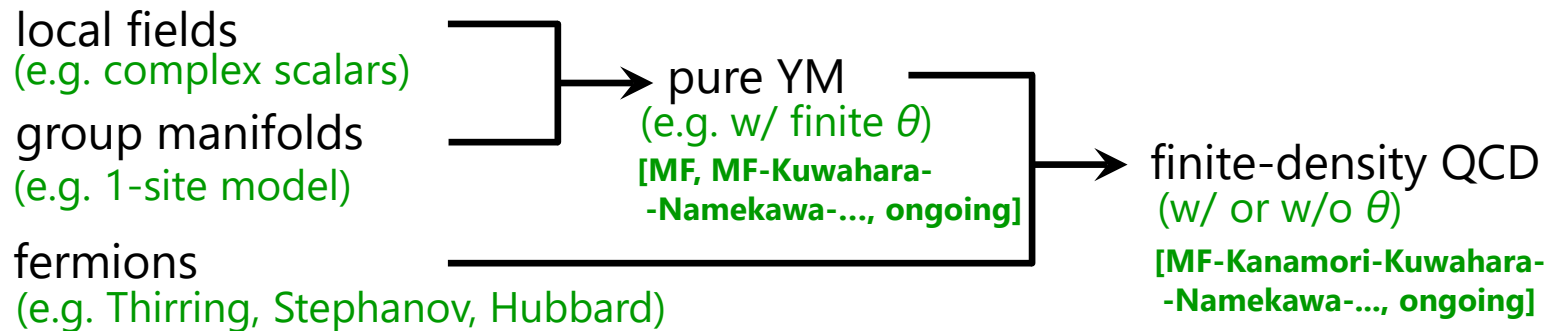 local fields
(e.g. complex scalars)
group manifolds
(e.g. 1-site model)
fermions
(e.g. Thirring, Stephanov, Hubbard)
pure YM
(e.g. w/ finite θ)
[MF, MF-Kuwahara-
-Namekawa-..., ongoing]
finite-density QCD
(w/ or w/o θ)
[MF-Kanamori-Kuwahara-
-Namekawa-..., ongoing]